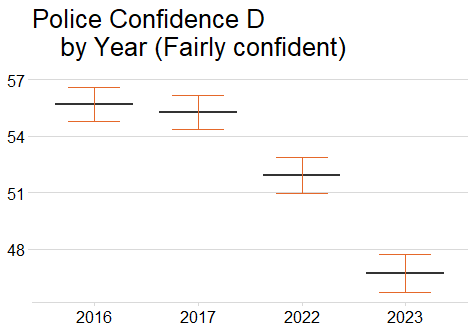 Police Confidence D
by Year (Fairly confident)
57
54
51
48
2016 2017 2022 2023